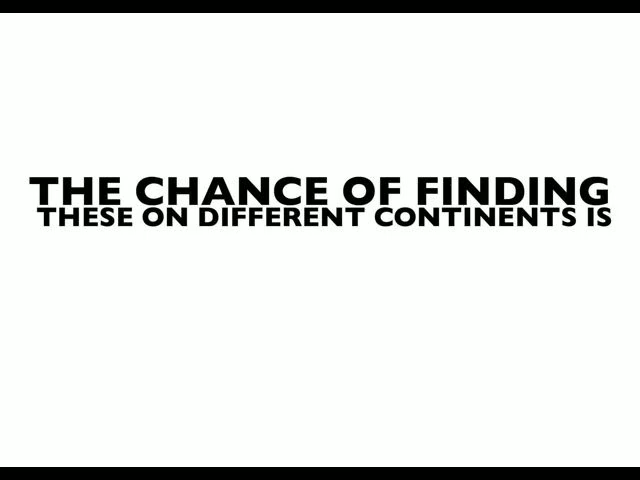 THE CHANCE OF FINDING
THESE ON DIFFERENT CONTINENTS IS